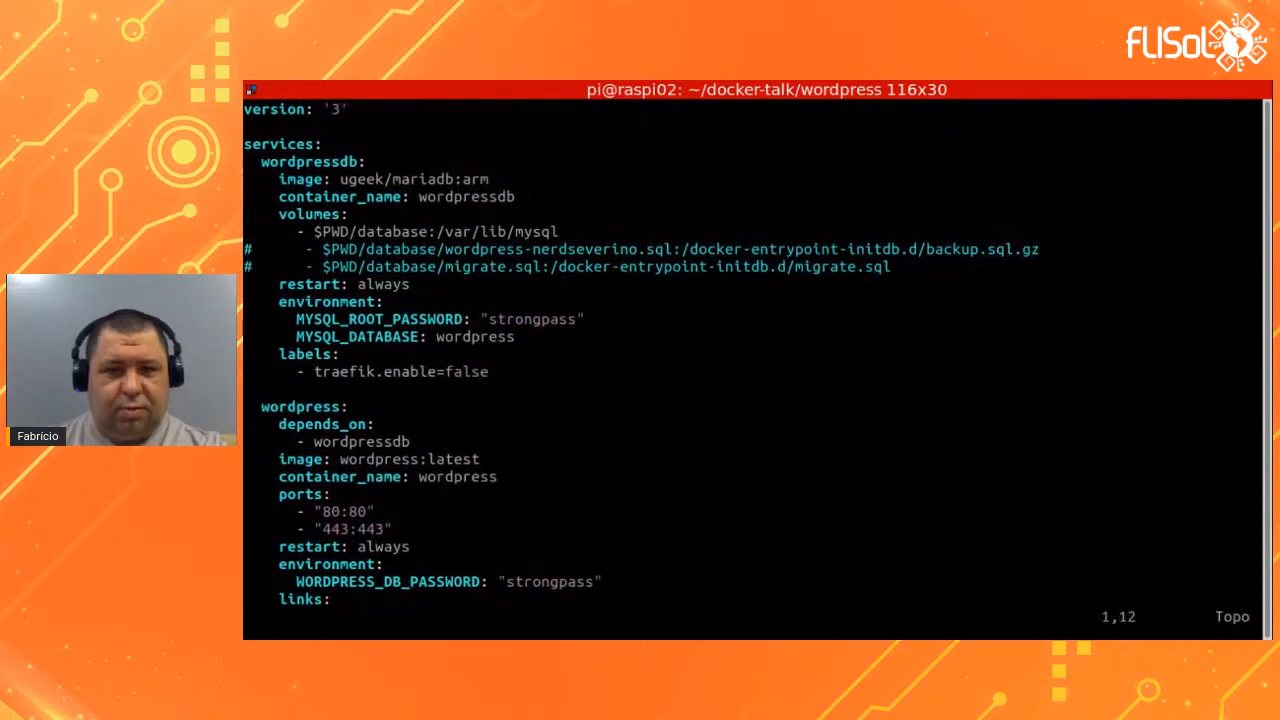 FLISol
pi@raspi02: ~/docker-talk/wordpress 116x30
version: '3'
services:
wordpressdb:
image: ugeek/mariadb:arm
container_name: wordpressdb
volumes:
- $PWD/database:/var/lib/mysql
#      - $PWD/database/wordpress-nerdseverino.sql:/docker-entrypoint-initdb.d/backup.sql.gz
#      - $PWD/database/migrate.sql:/docker-entrypoint-initdb.d/migrate.sql
restart: always
environment:
MYSQL_ROOT_PASSWORD: "strongpass"
MYSQL_DATABASE: wordpress
labels:
- traefik.enable=false
wordpress:
depends_on:
- wordpressdb
image: wordpress:latest
container_name: wordpress
ports:
- "80:80"
- "443:443"
restart: always
environment:
WORDPRESS_DB_PASSWORD: "strongpass"
links:
1,12 Topo
Fabrício